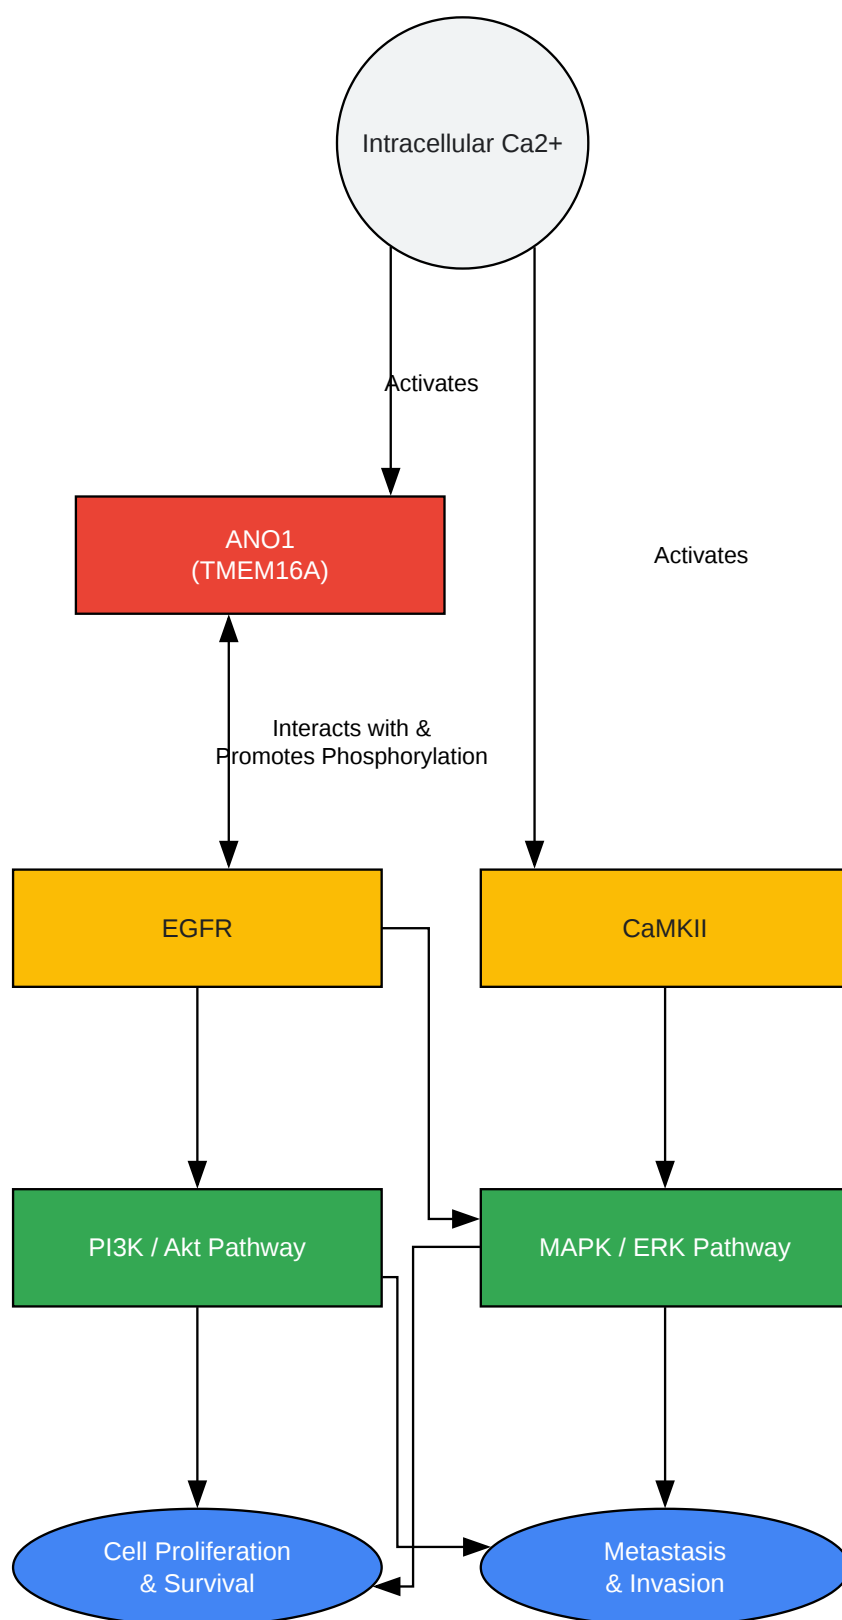 Intracellular Ca2+
Activates
ANO1
(TMEM16A)
Activates
Interacts with &
Promotes Phosphorylation
EGFR
CaMKII
PI3K / Akt Pathway
MAPK / ERK Pathway
Cell Proliferation
& Survival
Metastasis
& Invasion